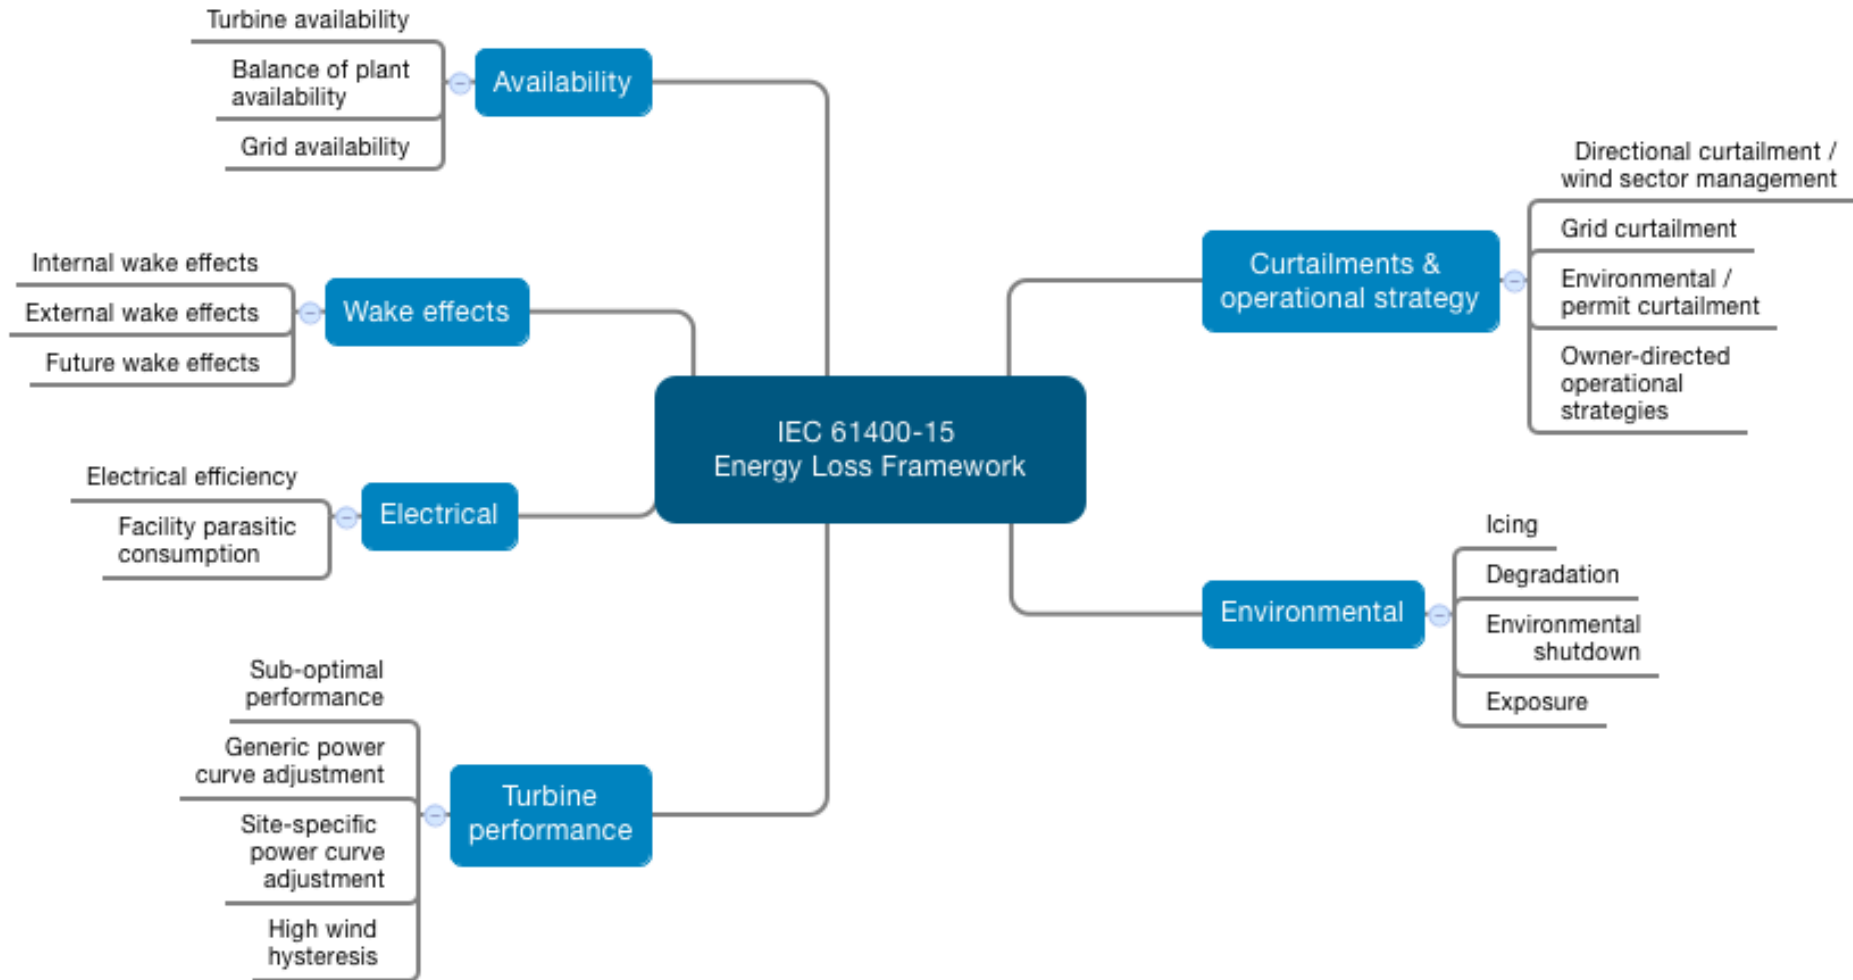 Turbine availability
Balance of plant
availability
Grid availability
Availability
Internal wake effects
External wake effects
Future wake effects
Wake effects
Electrical efficiency
Facility parasitic
consumption
Electrical
Sub-optimal
performance
Generic power
curve adjustment
Site-specific
power curve
adjustment
High wind
hysteresis
Turbine
performance
IEC 61400-15
Energy Loss Framework
Curtailments &
operational strategy
Directional curtailment /
wind sector management
Grid curtailment
Environmental /
permit curtailment
Owner-directed
operational
strategies
Environmental
Icing
Degradation
Environmental
shutdown
Exposure